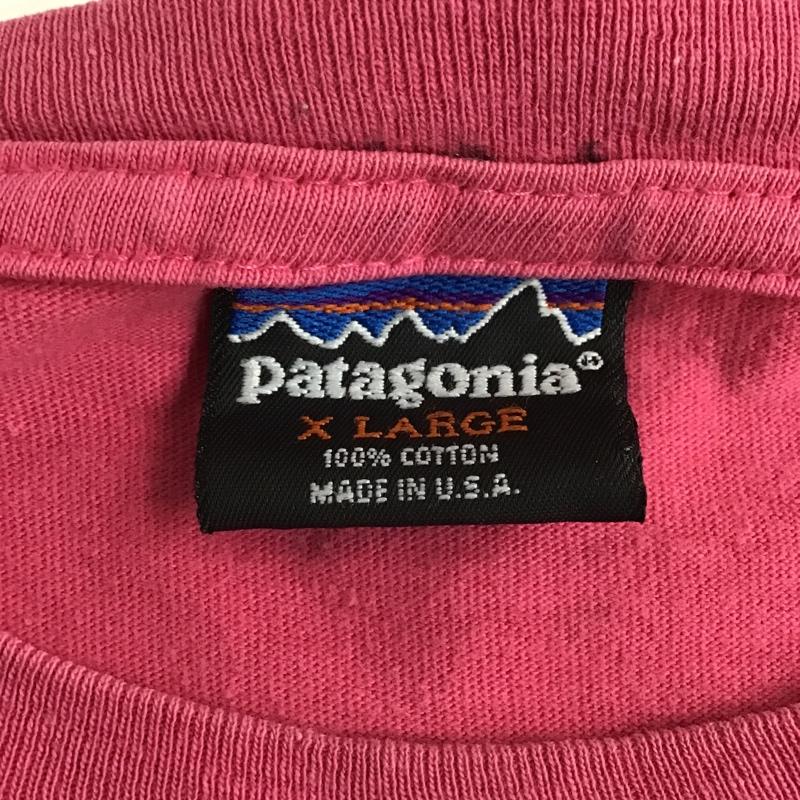 patagonia®
X LARGE
100% COTTON
MADE IN U.S.A.